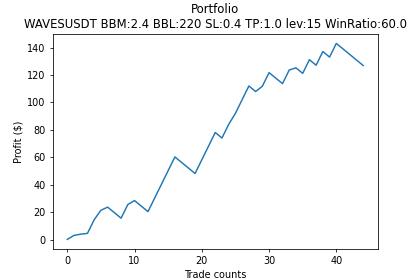 Portfolio
WAVESUSDT BBM:2.4 BBL:220 SL:0.4 TP:1.0 lev:15 WinRatio:60.0
140
120
100
80
60
40
20
0
Profit ($)
0 10 20 30 40
Trade counts